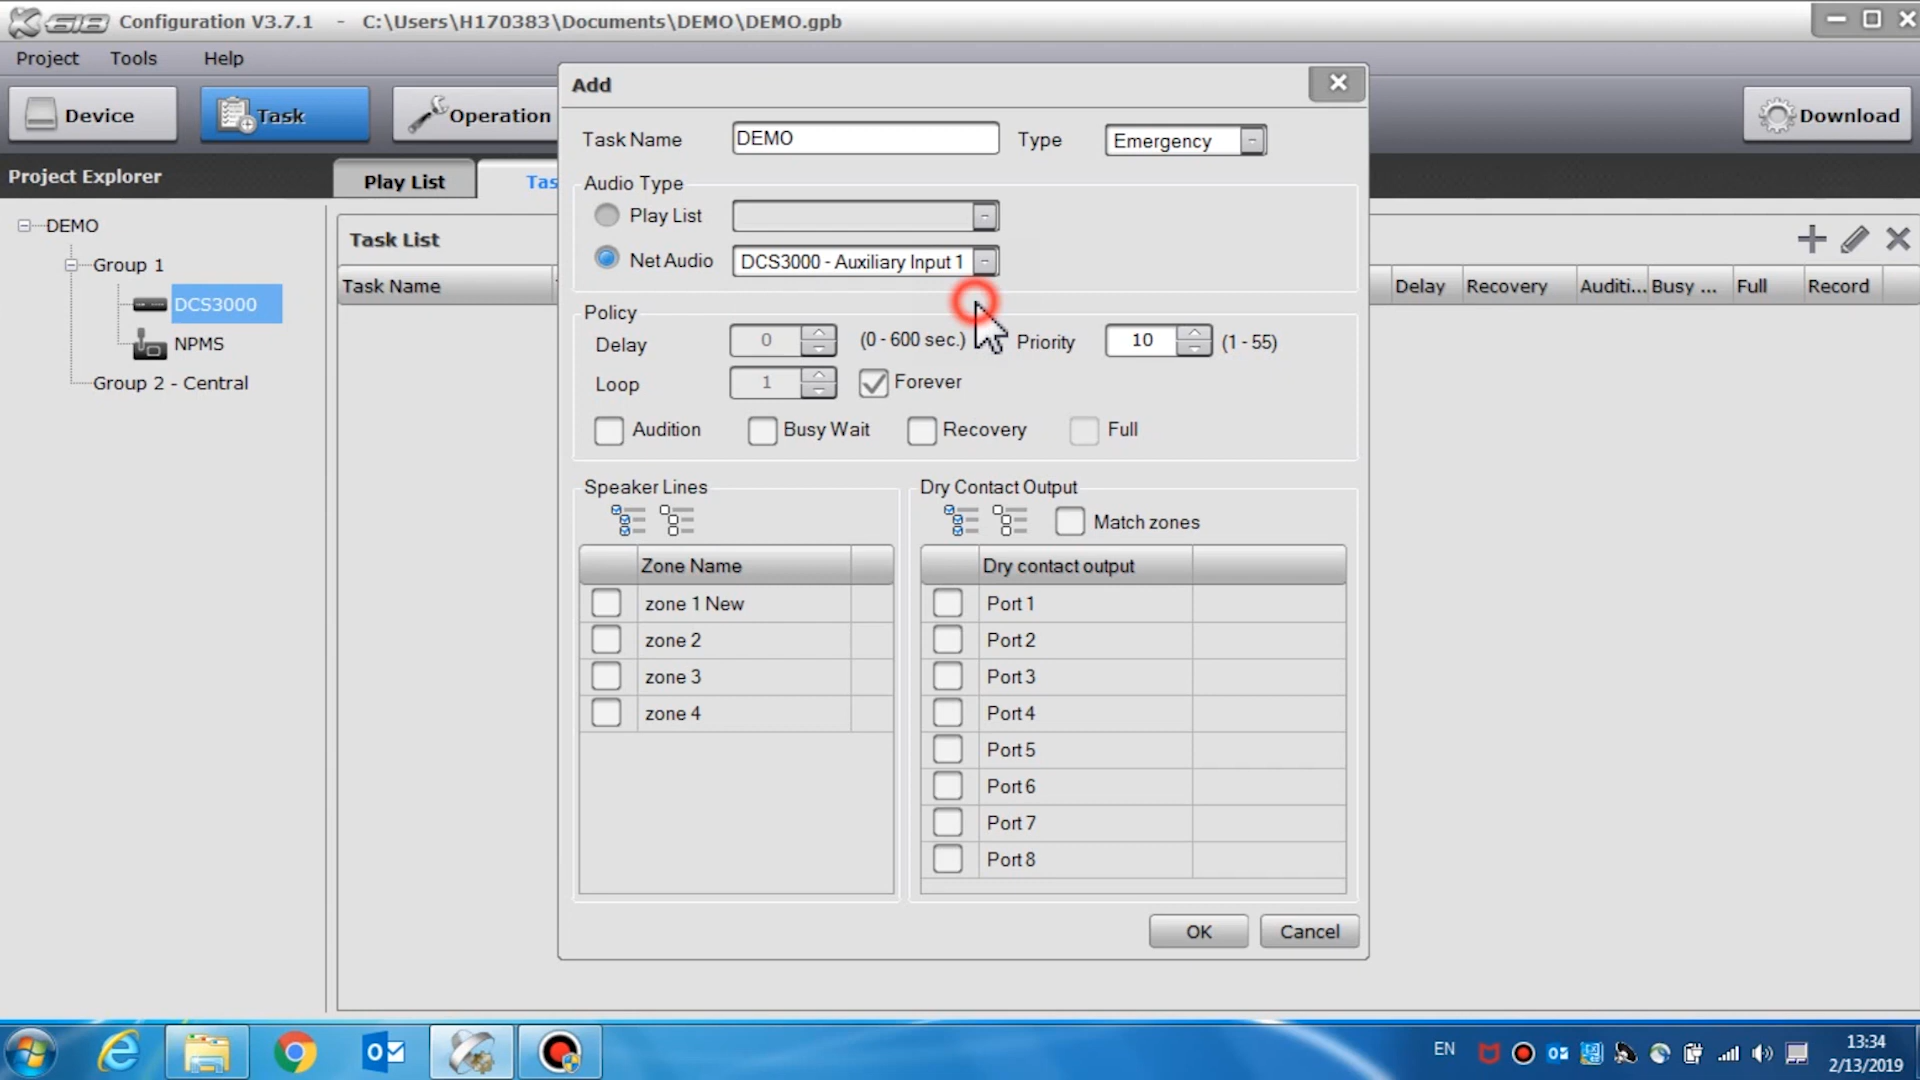 X-618 Configuration V3.7.1 - C:\Users\H170383\Documents\DEMO\DEMO.gpb
Project Tools Help
Device Task Operation Download
Project Explorer
DEMO
Group 1
DCS3000
NPMS
Group 2 - Central
Play List Tas
Task List
Task Name Delay Recovery Auditi... Busy ... Full Record
Add
Task Name DEMO Type Emergency
Audio Type
Play List
Net Audio DCS3000 - Auxiliary Input 1
Policy
Delay 0 (0 - 600 sec.) Priority 10 (1 - 55)
Loop 1 Forever
Audition Busy Wait Recovery Full
Speaker Lines
Zone Name
zone 1 New
zone 2
zone 3
zone 4
Dry Contact Output
Match zones
Dry contact output
Port 1
Port 2
Port 3
Port 4
Port 5
Port 6
Port 7
Port 8
OK Cancel
EN
13:34
2/13/2019